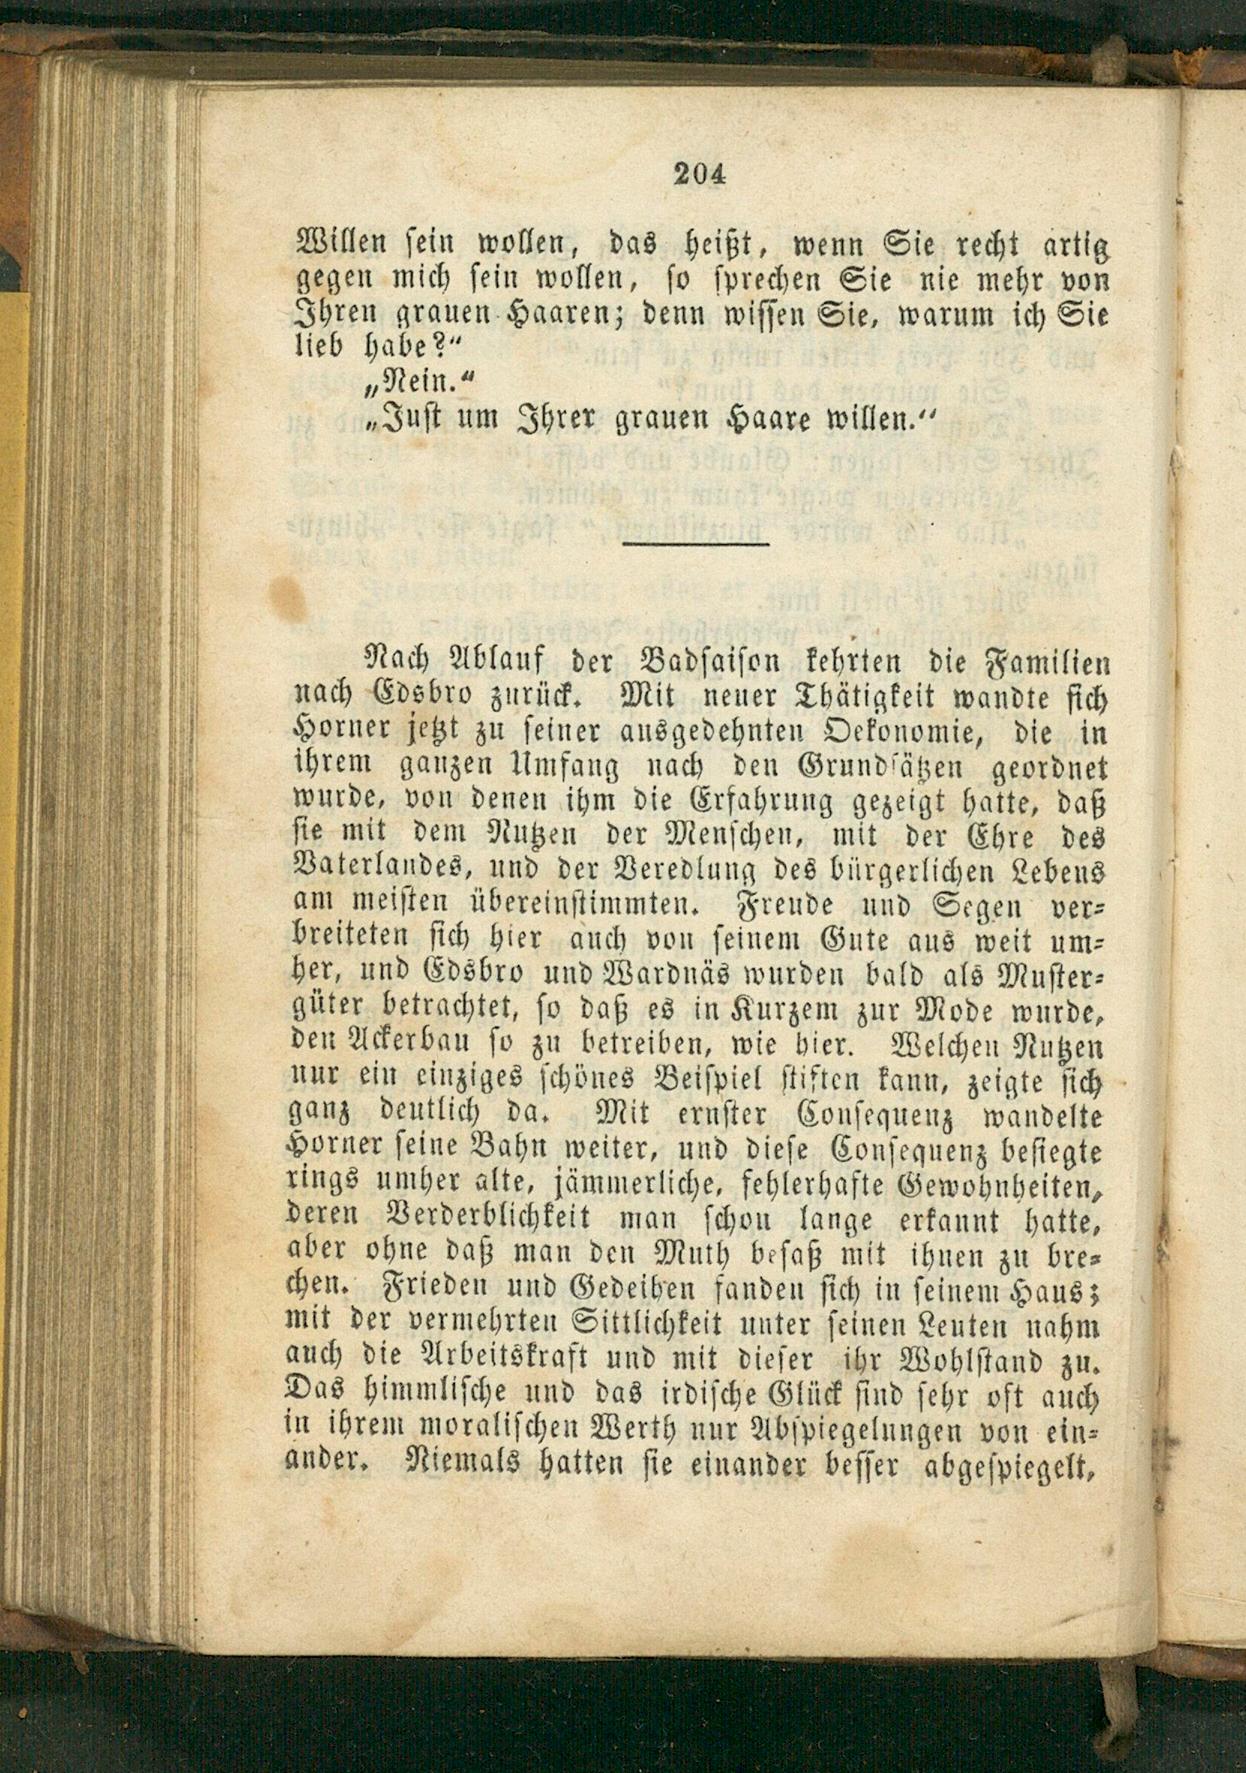 204
Willen sein wollen, das heißt, wenn Sie recht artig
gegen mich sein wollen, so sprechen Sie nie mehr von
Ihren grauen Haaren; denn wissen Sie, warum ich Sie
lieb habe?“
„Nein.“
„Just um Ihrer grauen Haare willen.“
Nach Ablauf der Badsaison kehrten die Familien
nach Edsbro zurück. Mit neuer Thätigkeit wandte sich
Horner jetzt zu seiner ausgedehnten Oekonomie, die in
ihrem ganzen Umfang nach den Grundsätzen geordnet
wurde, von denen ihm die Erfahrung gezeigt hatte, daß
sie mit dem Nutzen der Menschen, mit der Ehre des
Vaterlandes, und der Veredlung des bürgerlichen Lebens
am meisten übereinstimmten. Freude und Segen ver-
breiteten sich hier auch von seinem Gute aus weit um-
her, und Edsbro und Wardnäs wurden bald als Muster-
güter betrachtet, so daß es in Kurzem zur Mode wurde,
den Ackerbau so zu betreiben, wie hier. Welchen Nutzen
nur ein einziges schönes Beispiel stiften kann, zeigte sich
ganz deutlich da. Mit ernster Consequenz wandelte
Horner seine Bahn weiter, und diese Consequenz besiegte
rings umher alte, jämmerliche, fehlerhafte Gewohnheiten,
deren Verderblichkeit man schon lange erkannt hatte,
aber ohne daß man den Muth besaß mit ihnen zu bre-
chen. Frieden und Gedeihen fanden sich in seinem Haus;
mit der vermehrten Sittlichkeit unter seinen Leuten nahm
auch die Arbeitskraft und mit dieser ihr Wohlstand zu.
Das himmlische und das irdische Glück sind sehr oft auch
in ihrem moralischen Werth nur Abspiegelungen von ein-
ander. Niemals hatten sie einander besser abgespiegelt,